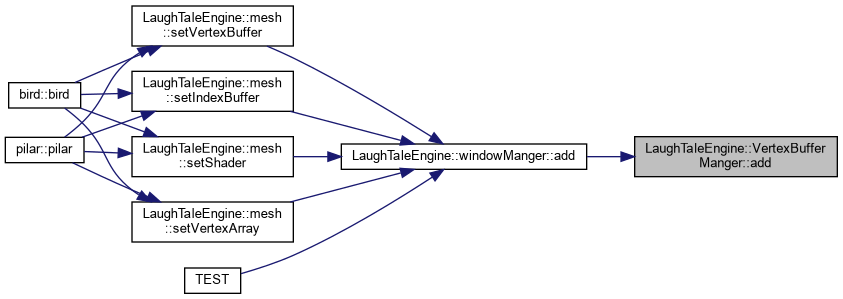 LaughTaleEngine::mesh
::setVertexBuffer
bird::bird
LaughTaleEngine::mesh
::setIndexBuffer
pilar::pilar
LaughTaleEngine::mesh
::setShader
LaughTaleEngine::windowManger::add
LaughTaleEngine::VertexBuffer
Manger::add
LaughTaleEngine::mesh
::setVertexArray
TEST